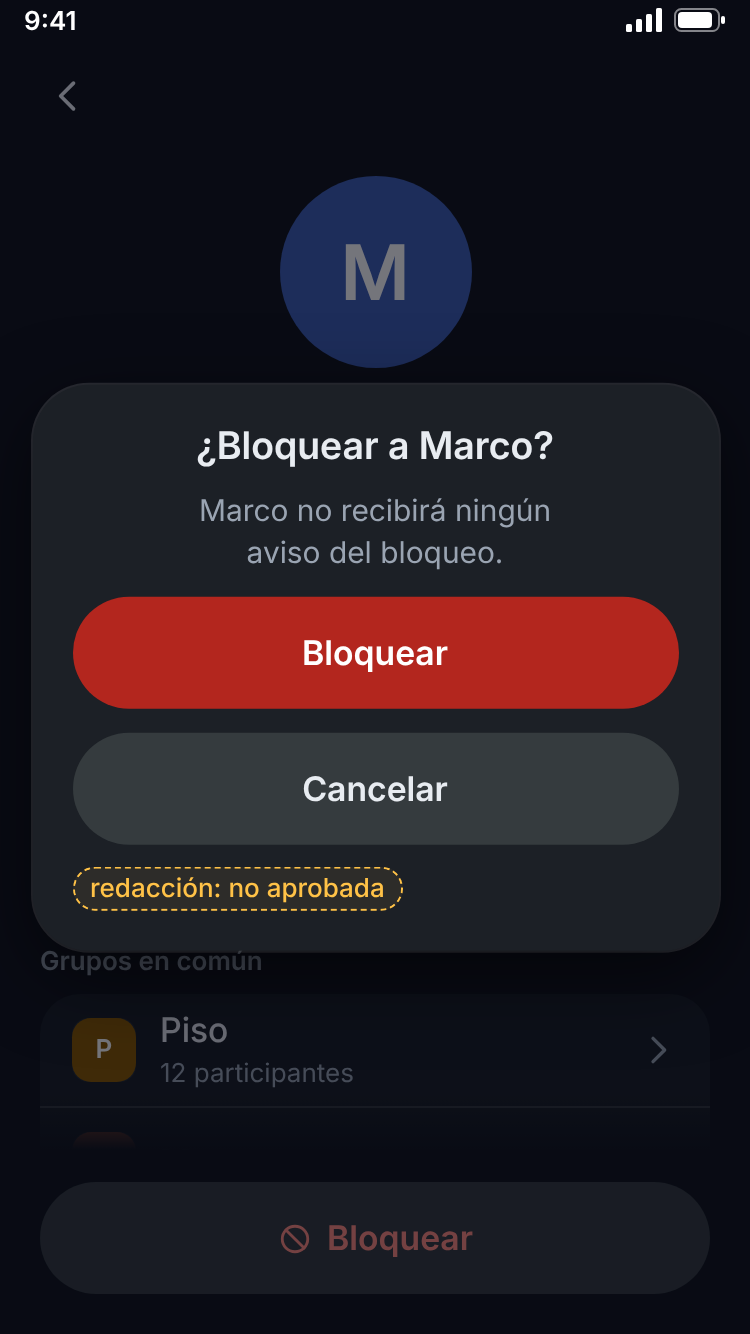 9:41
M
¿Bloquear a Marco?
Marco no recibirá ningún
aviso del bloqueo.
Bloquear
Cancelar
redacción: no aprobada
Grupos en común
P
Piso
12 participantes
Bloquear